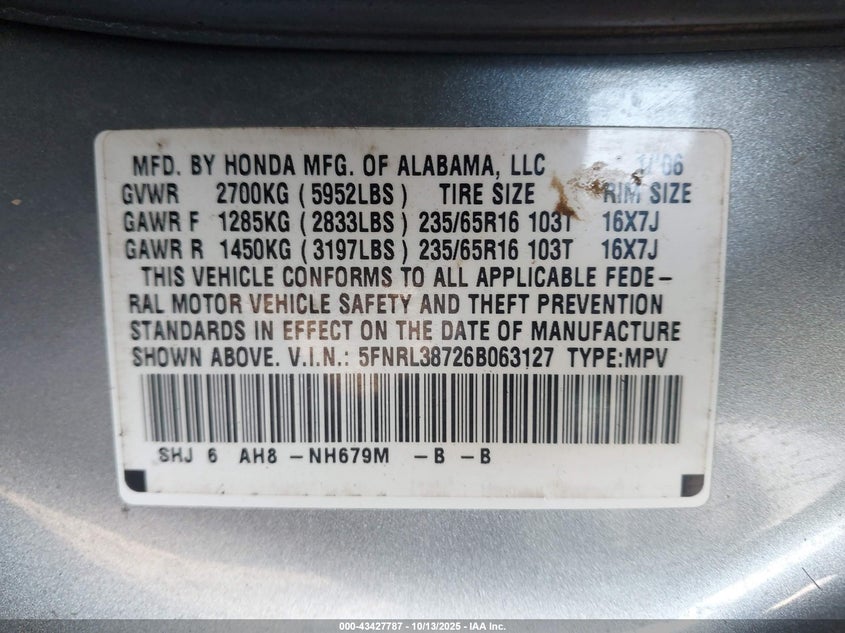 MFD. BY HONDA MFG. OF ALABAMA, LLC 1/'06
GVWR 2700KG (5952LBS) TIRE SIZE RIM SIZE
GAWR F 1285KG (2833LBS) 235/65R16 103T 16X7J
GAWR R 1450KG (3197LBS) 235/65R16 103T 16X7J
THIS VEHICLE CONFORMS TO ALL APPLICABLE FEDE-
RAL MOTOR VEHICLE SAFETY AND THEFT PREVENTION
STANDARDS IN EFFECT ON THE DATE OF MANUFACTURE
SHOWN ABOVE. V.I.N.: 5FNRL38726B063127 TYPE:MPV
SHJ 6 AH8 -NH679M -B -B
000-43427787 - 10/13/2025 - IAA Inc.